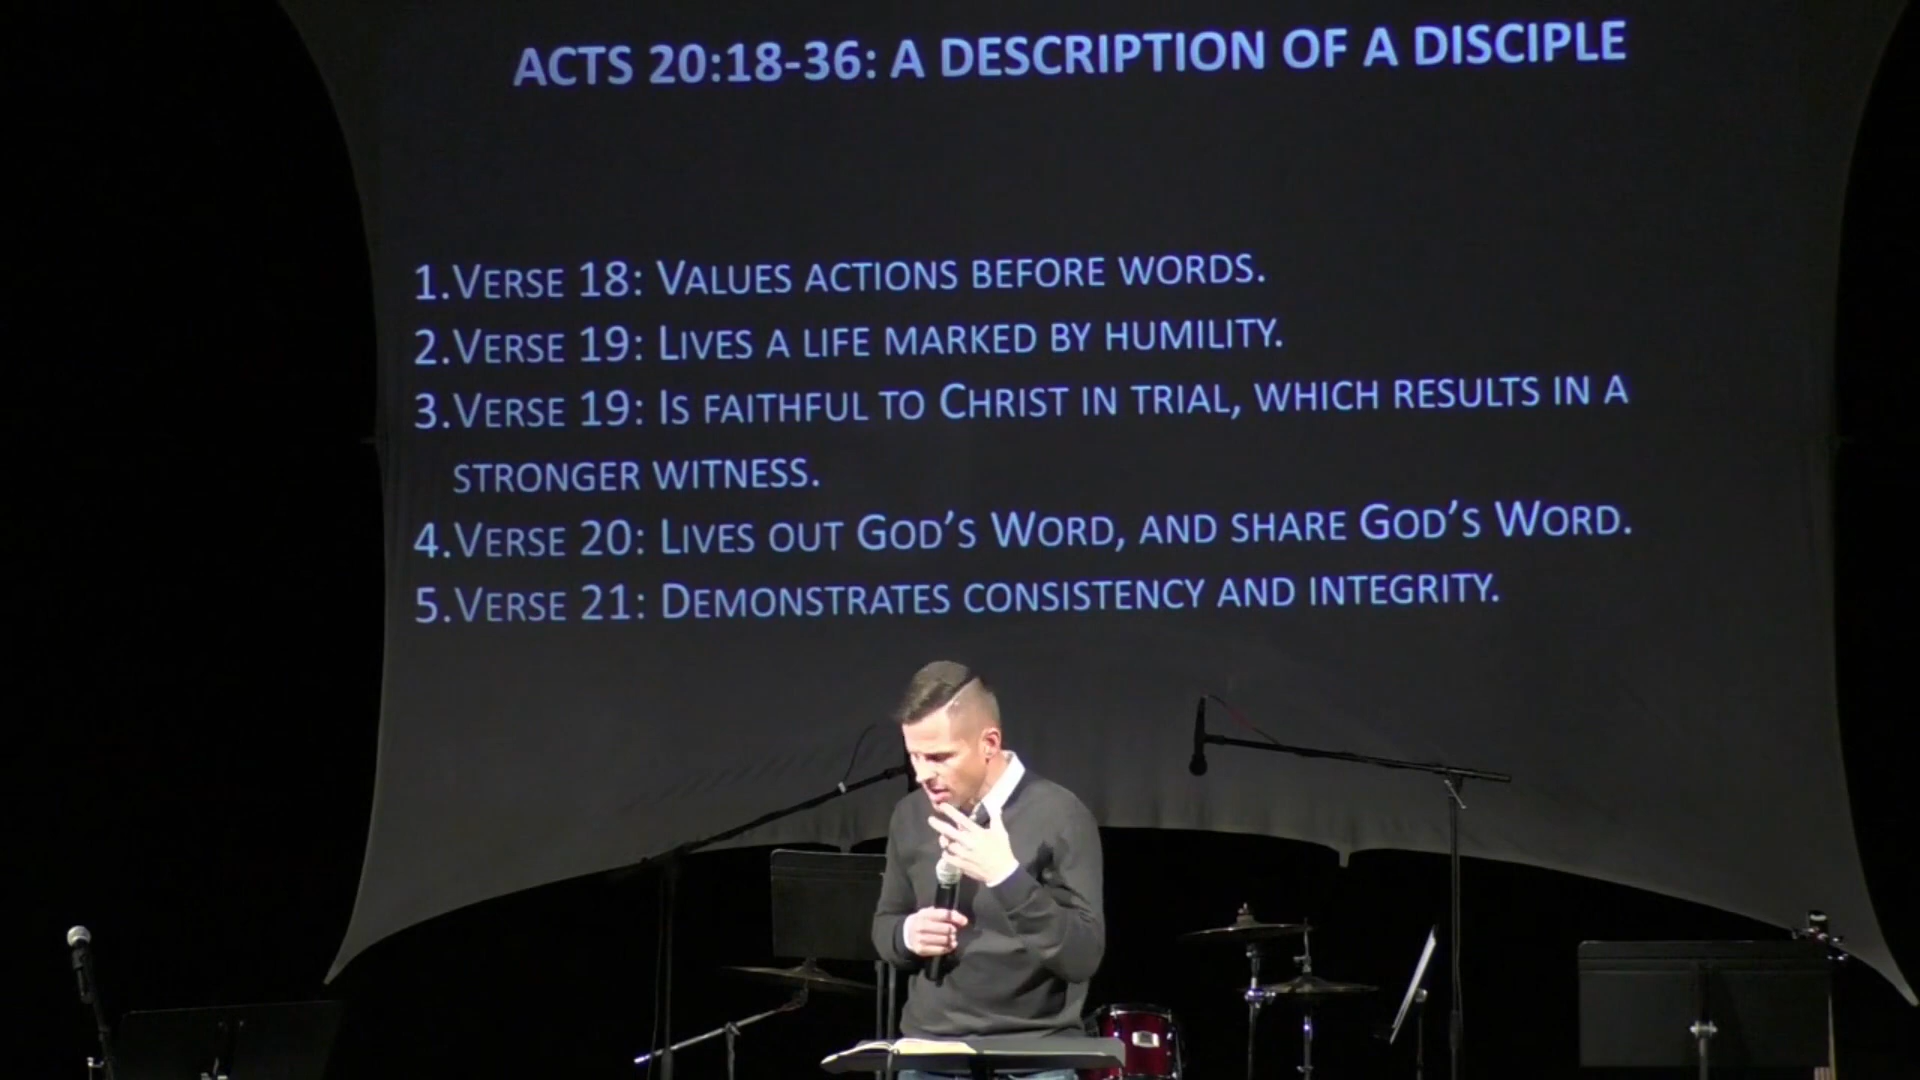 ACTS 20:18-36: A DESCRIPTION OF A DISCIPLE
1. VERSE 18: VALUES ACTIONS BEFORE WORDS.
2. VERSE 19: LIVES A LIFE MARKED BY HUMILITY.
3. VERSE 19: IS FAITHFUL TO CHRIST IN TRIAL, WHICH RESULTS IN A
STRONGER WITNESS.
4. VERSE 20: LIVES OUT GOD'S WORD, AND SHARE GOD'S WORD.
5. VERSE 21: DEMONSTRATES CONSISTENCY AND INTEGRITY.